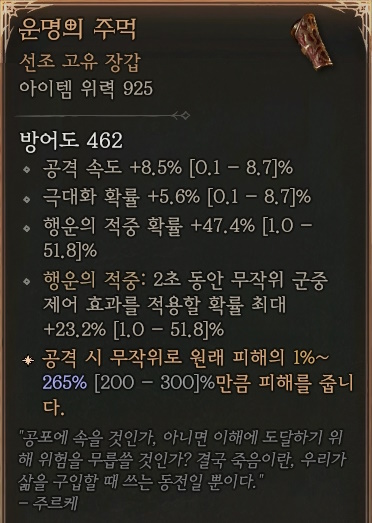 운명의 주먹
선조 고유 장갑
아이템 위력 925
방어도 462
공격 속도 +8.5% [0.1 - 8.7]%
극대화 확률 +5.6% [0.1 - 8.7]%
행운의 적중 확률 +47.4% [1.0 -
51.8]%
행운의 적중: 2초 동안 무작위 군중
제어 효과를 적용할 확률 최대
+23.2% [1.0 - 51.8]%
공격 시 무작위로 원래 피해의 1%~
265% [200 - 300]%만큼 피해를 줍니
다.
"공포에 속을 것인가, 아니면 이해에 도달하기 위
해 위험을 무릅쓸 것인가? 결국 죽음이란, 우리가
삶을 구입할 때 쓰는 동전일 뿐이다."
- 주르케